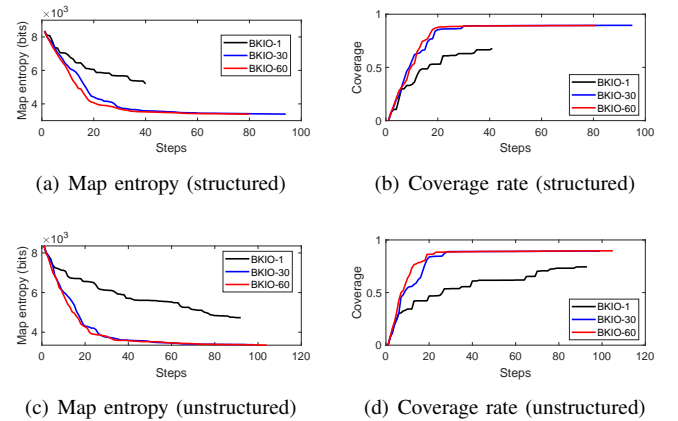 × 10³
8
6
4
Map entropy (bits)
BKIO-1
BKIO-30
BKIO-60
0 20 40 60 80 100
Steps
(a) Map entropy (structured)
1
0.5
0
Coverage
BKIO-1
BKIO-30
BKIO-60
0 20 40 60 80 100
Steps
(b) Coverage rate (structured)
× 10³
8
6
4
Map entropy (bits)
BKIO-1
BKIO-30
BKIO-60
0 20 40 60 80 100 120
Steps
(c) Map entropy (unstructured)
1
0.5
0
Coverage
BKIO-1
BKIO-30
BKIO-60
0 20 40 60 80 100 120
Steps
(d) Coverage rate (unstructured)